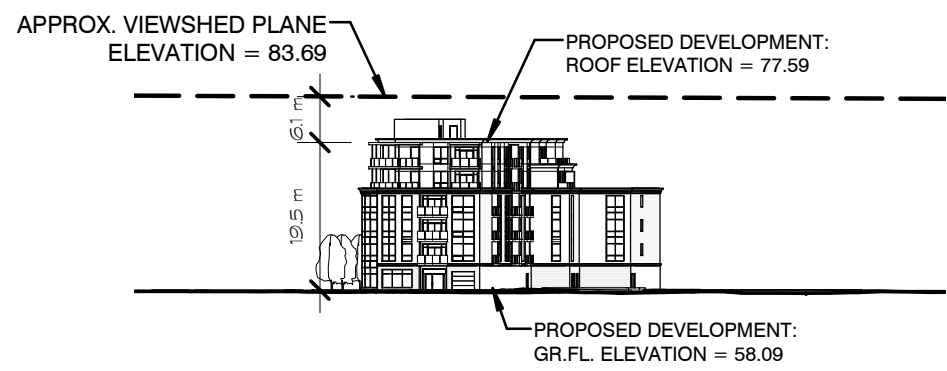 APPROX. VIEWSHED PLANE
ELEVATION = 83.69
PROPOSED DEVELOPMENT:
ROOF ELEVATION = 77.59
6.1 m
19.5 m
PROPOSED DEVELOPMENT:
GR.FL. ELEVATION = 58.09